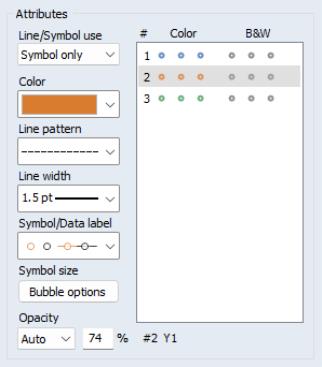 Attributes
Line/Symbol use
Symbol only
Color
Line pattern
Line width
1.5 pt
Symbol/Data label
Symbol size
Bubble options
Opacity
Auto 74 %
# Color B&W
1
2
3
#2 Y1